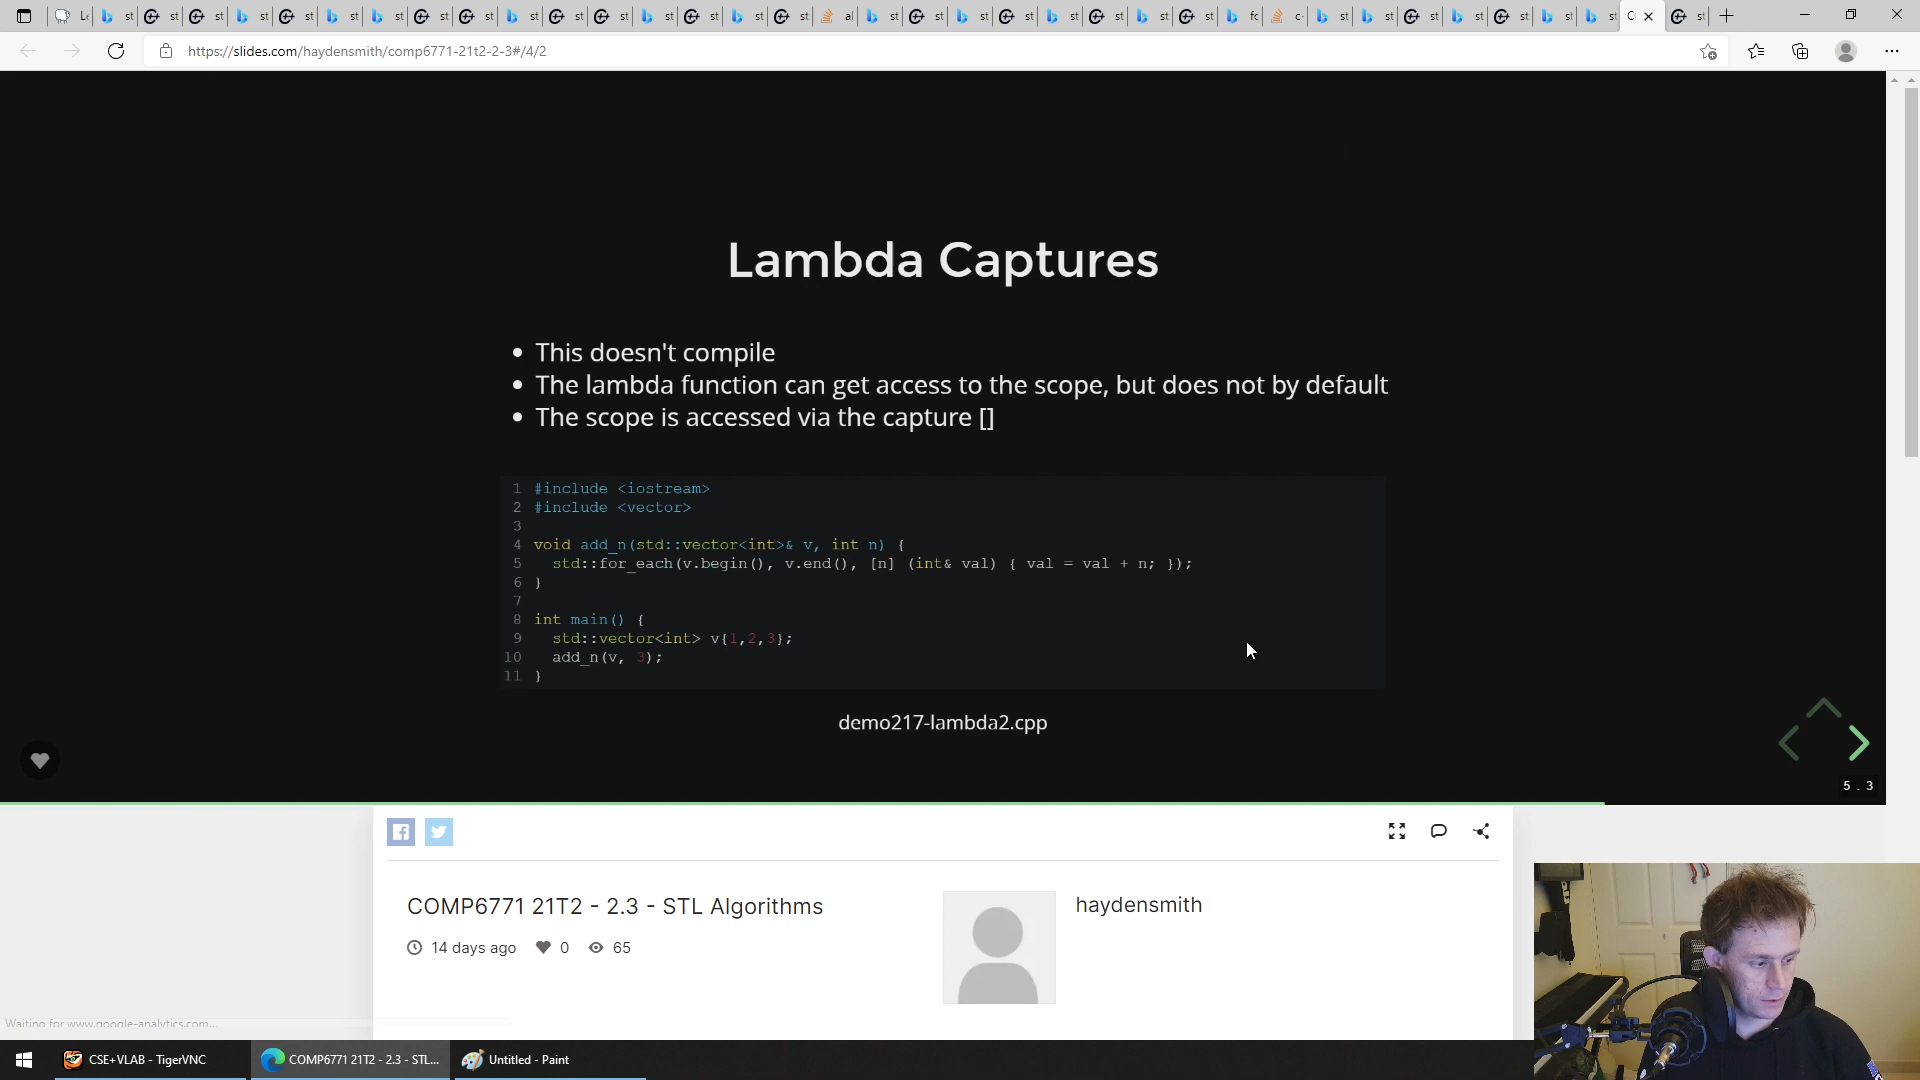 https://slides.com/haydensmith/comp6771-21t2-2-3#/4/2
Lambda Captures
This doesn't compile
The lambda function can get access to the scope, but does not by default
The scope is accessed via the capture []
1 #include <iostream>
2 #include <vector>
3
4 void add_n(std::vector<int>& v, int n) {
5 std::for_each(v.begin(), v.end(), [n] (int& val) { val = val + n; });
6 }
7
8 int main() {
9 std::vector<int> v{1,2,3};
10 add_n(v, 3);
11 }
demo217-lambda2.cpp
5 . 3
COMP6771 21T2 - 2.3 - STL Algorithms
haydensmith
14 days ago 0 65
Waiting for www.google-analytics.com...
CSE+VLAB - TigerVNC
COMP6771 21T2 - 2.3 - STL...
Untitled - Paint